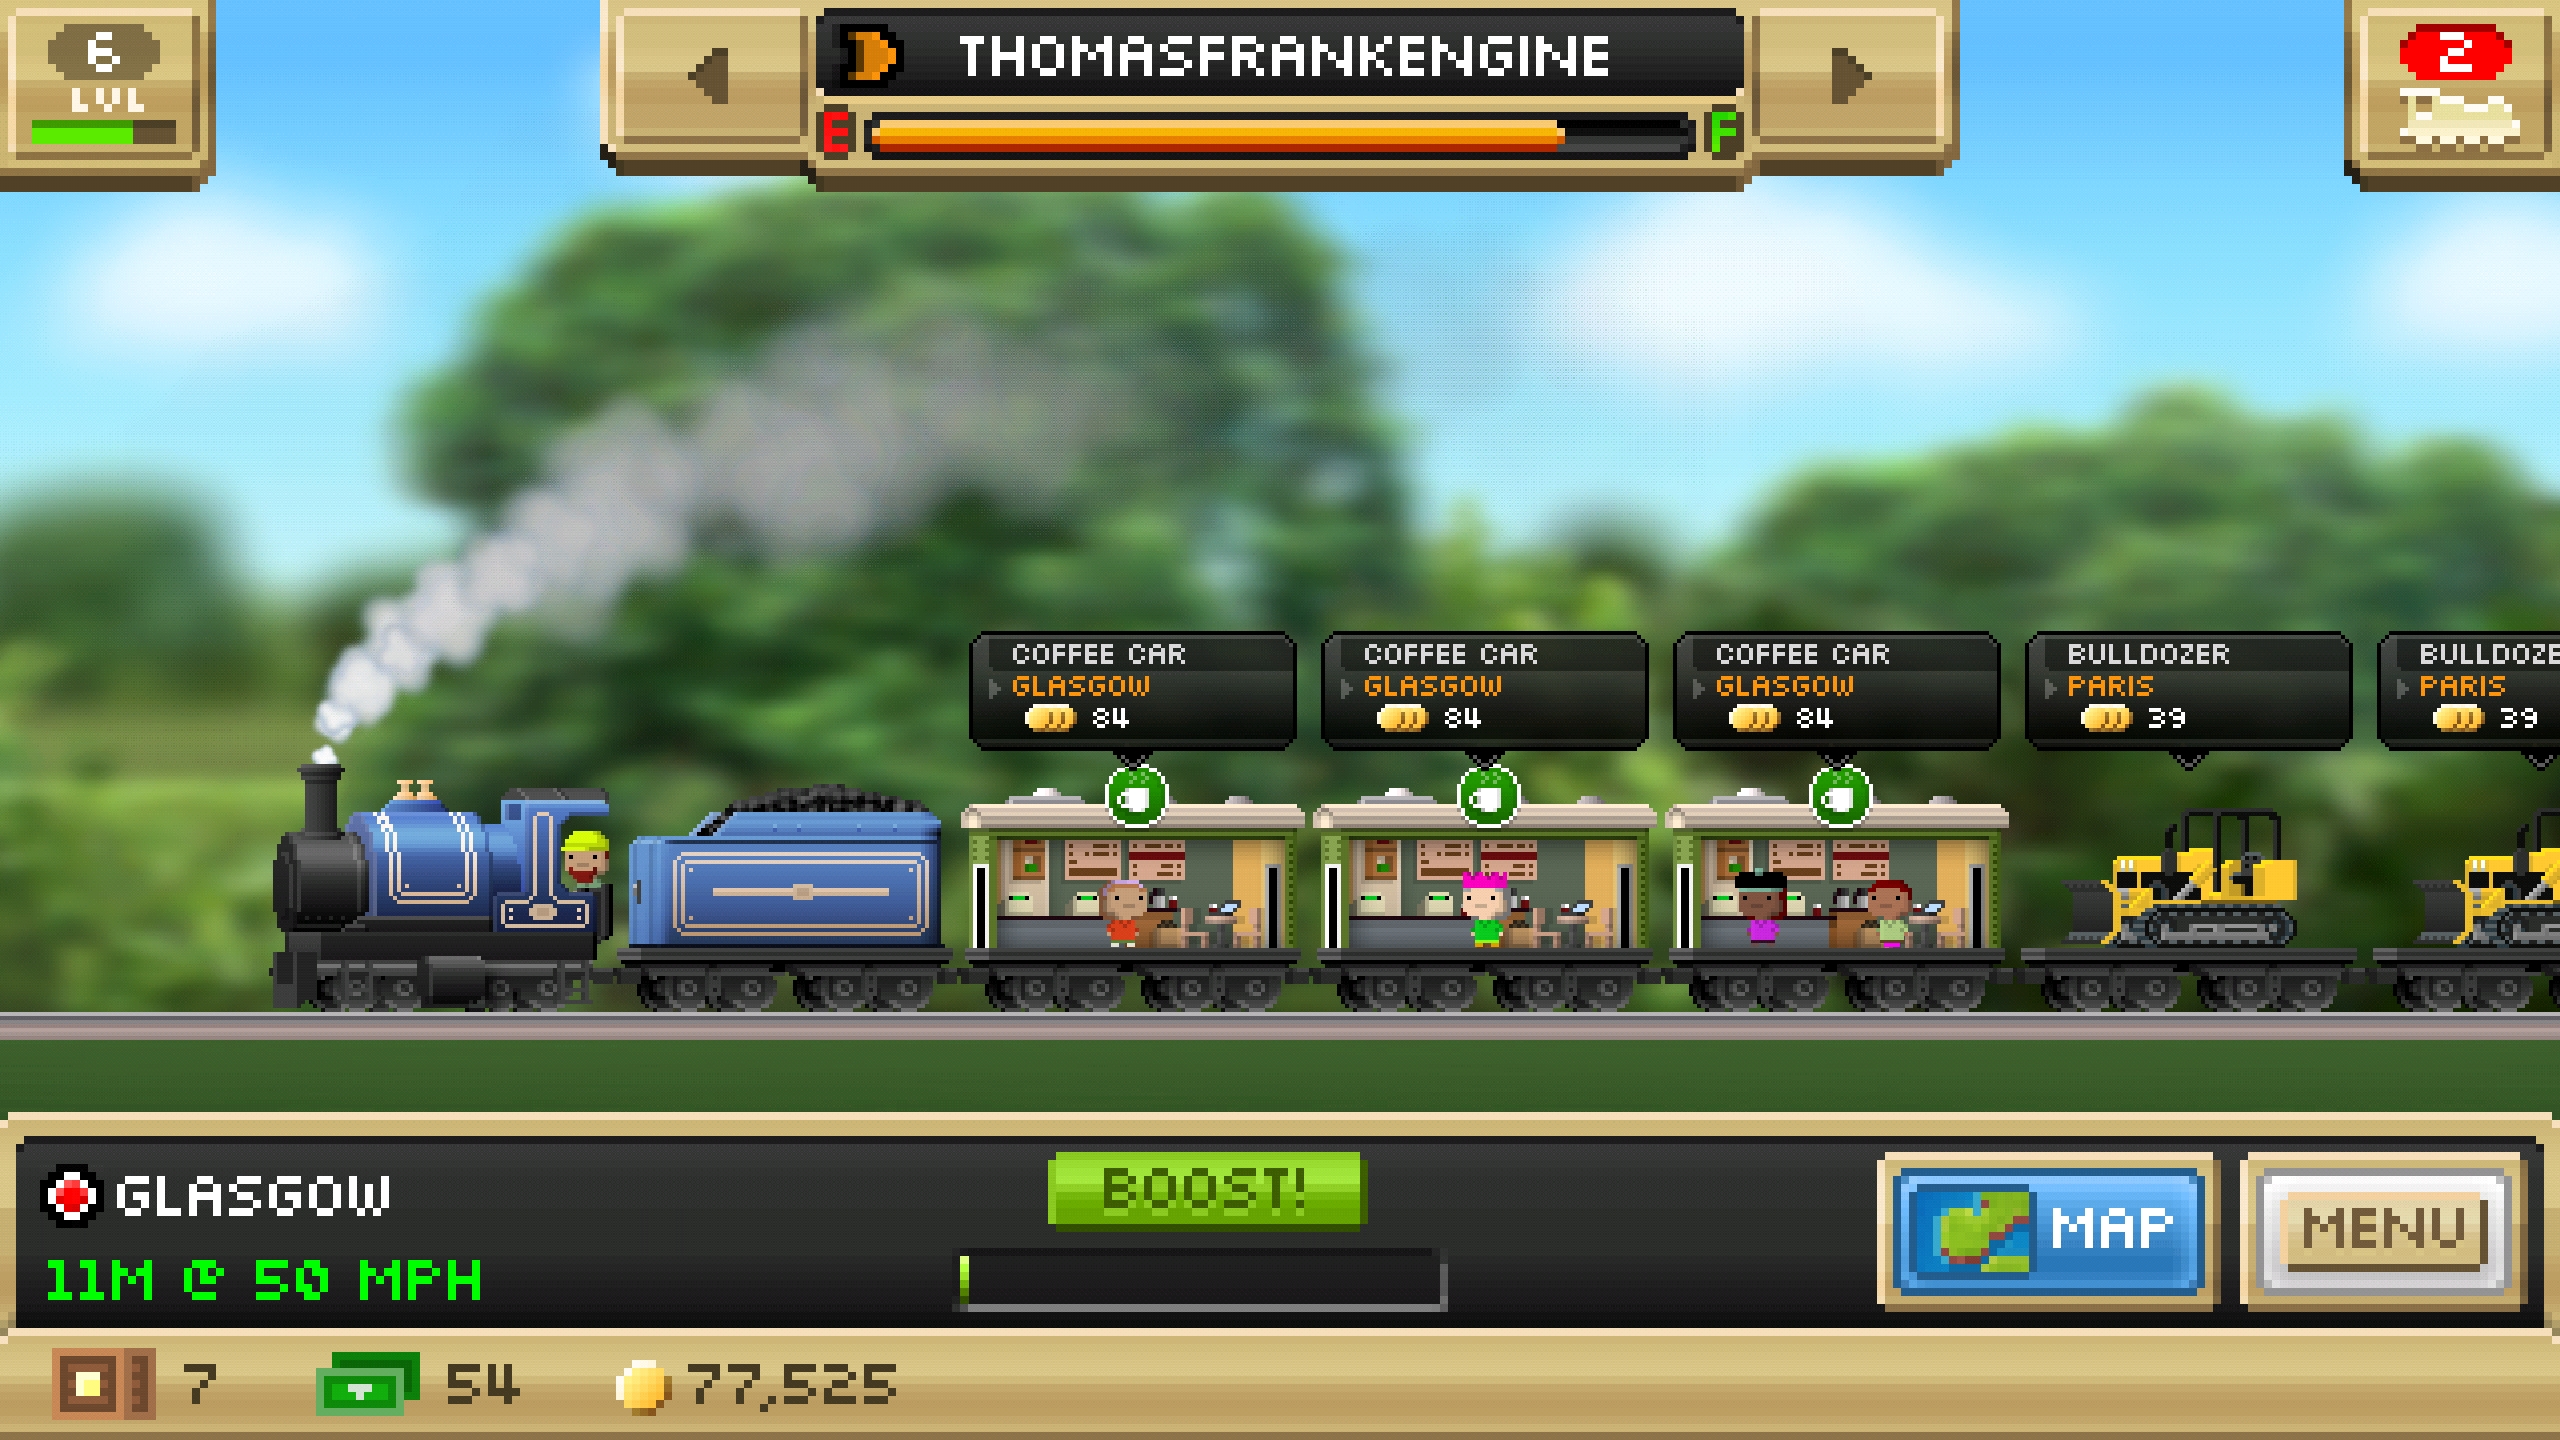 6
LVL
THOMASFRANKENGINE
E F
2
COFFEE CAR
GLASGOW
84
COFFEE CAR
GLASGOW
84
COFFEE CAR
GLASGOW
84
BULLDOZER
PARIS
39
BULLDOZE
PARIS
39
GLASGOW
11M @ 50 MPH
BOOST!
MAP
MENU
7 54 77,525